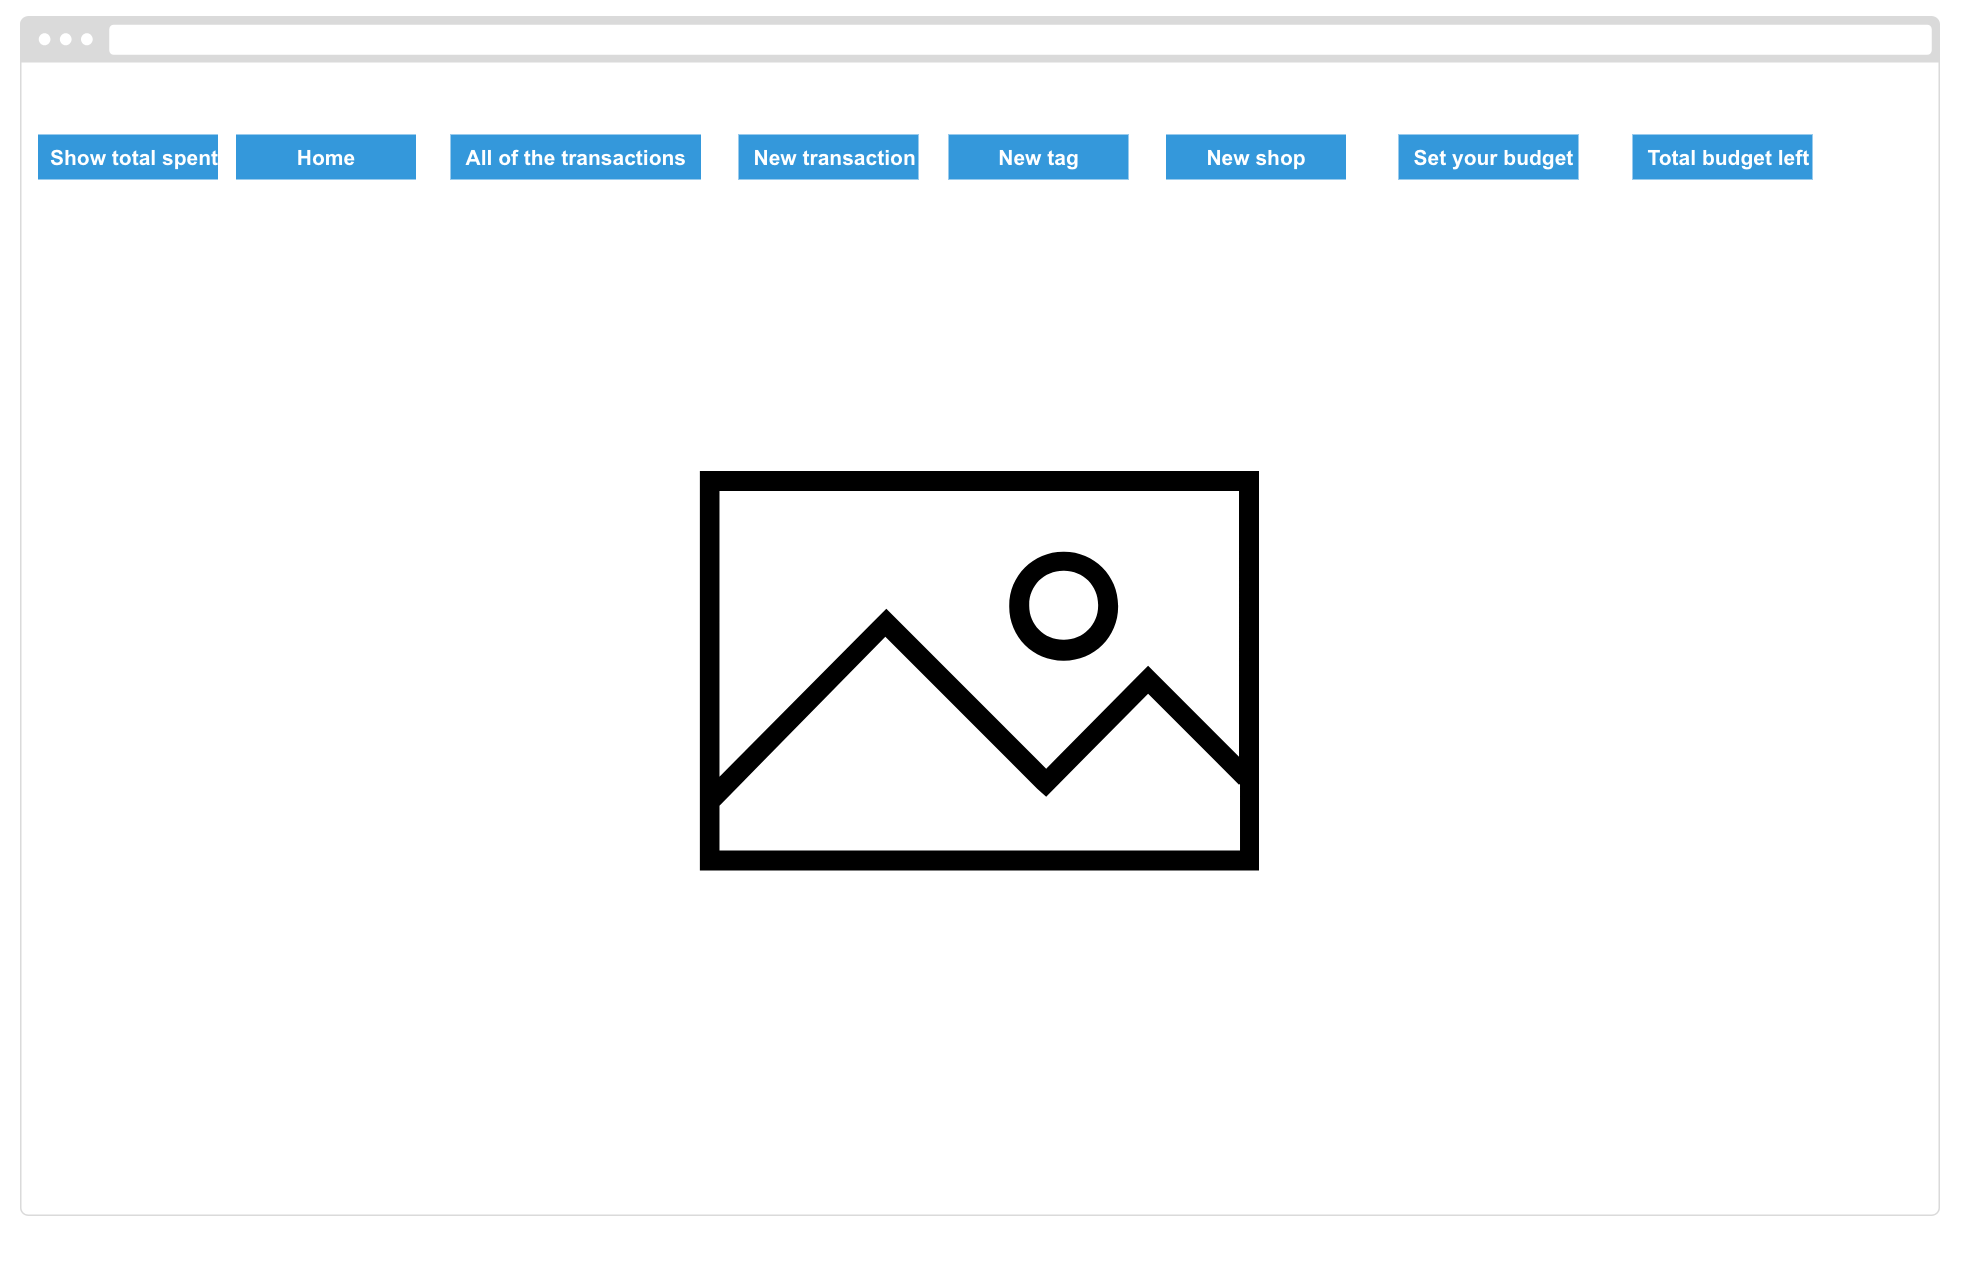 Show total spent
Home
All of the transactions
New transaction
New tag
New shop
Set your budget
Total budget left